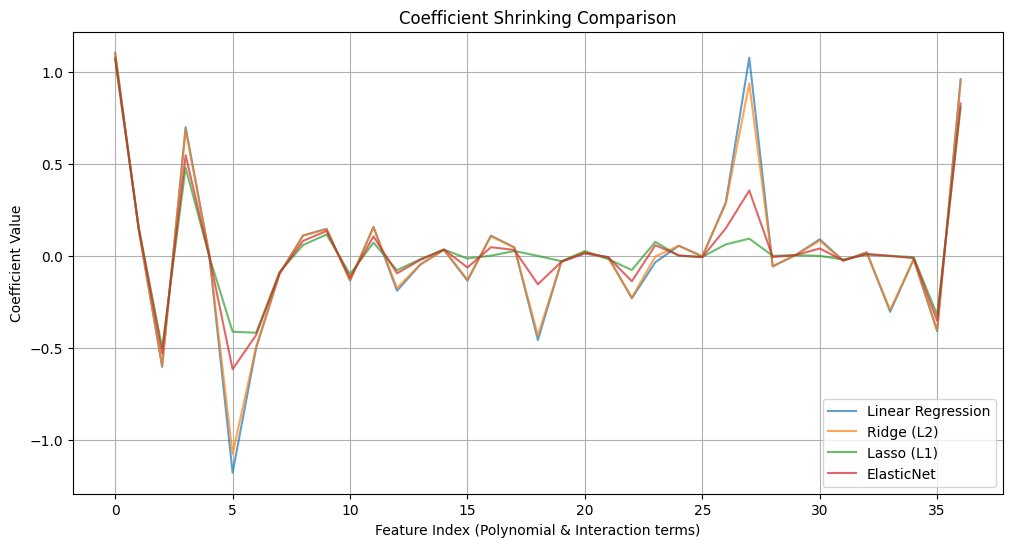 Coefficient Shrinking Comparison
Coefficient Value
1.0
0.5
0.0
−0.5
−1.0
0 5 10 15 20 25 30 35
Feature Index (Polynomial & Interaction terms)
Linear Regression
Ridge (L2)
Lasso (L1)
ElasticNet